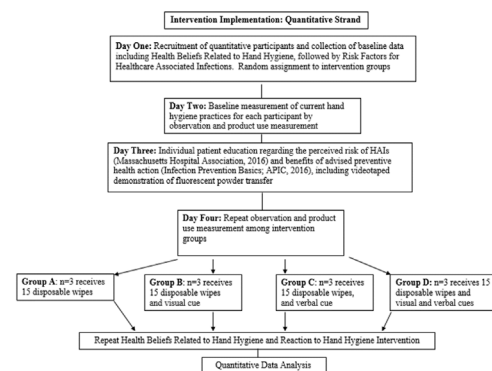 Intervention Implementation: Quantitative Strand
Day One: Recruitment of quantitative participants and collection of baseline data
including Health Beliefs Related to Hand Hygiene, followed by Risk Factors for
Healthcare Associated Infections. Random assignment to intervention groups
Day Two: Baseline measurement of current hand
hygiene practices for each participant by
observation and product use measurement
Day Three: Individual patient education regarding the perceived risk of HAIs
(Massachusetts Hospital Association, 2016) and benefits of advised preventive
health action (Infection Prevention Basics; APIC, 2016), including videotaped
demonstration of fluorescent powder transfer
Day Four: Repeat observation and product
use measurement among intervention
groups
Group A: n=3 receives
15 disposable wipes
Group B: n=3 receives
15 disposable wipes
and visual cue
Group C: n=3 receives
15 disposable wipes,
and verbal cue
Group D: n=3 receives 15
disposable wipes and
visual and verbal cues
Repeat Health Beliefs Related to Hand Hygiene and Reaction to Hand Hygiene Intervention
Quantitative Data Analysis